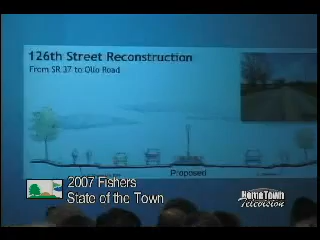 126th Street Reconstruction
From SR 37 to Olio Road
Proposed
2007 Fishers
State of the Town
HomeTown
Television